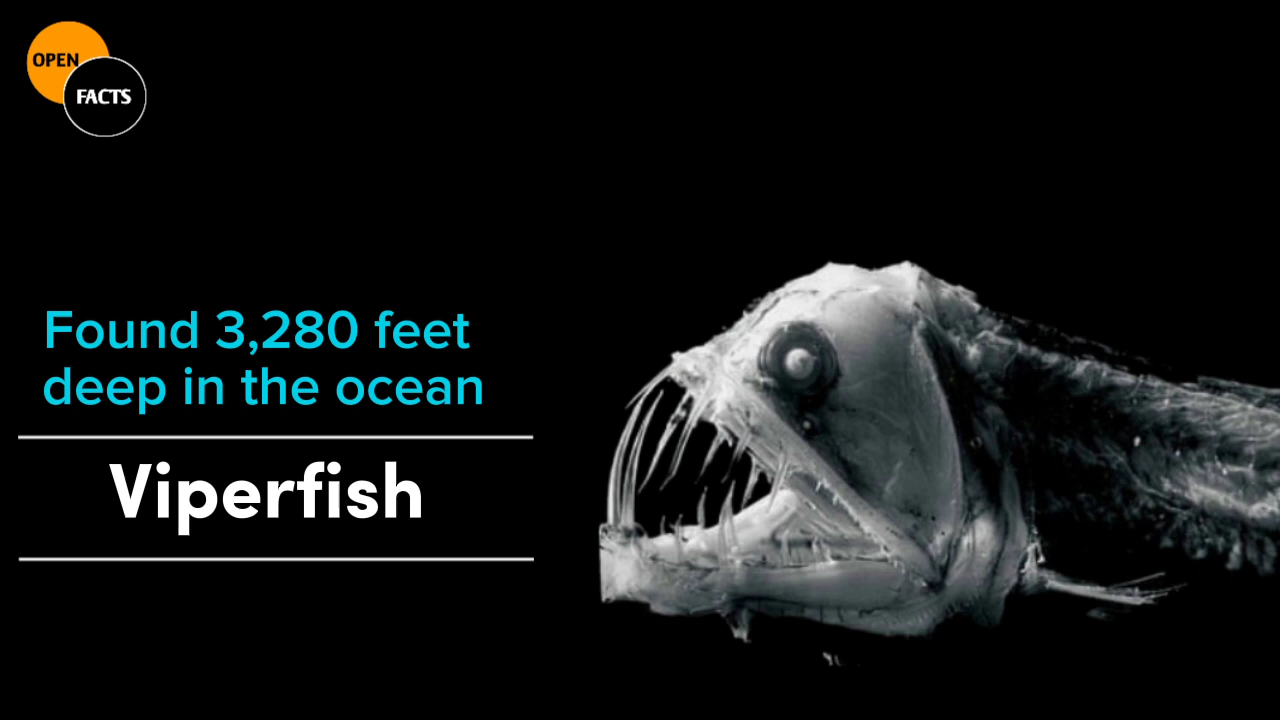 OPEN
FACTS
Found 3,280 feet
deep in the ocean
Viperfish